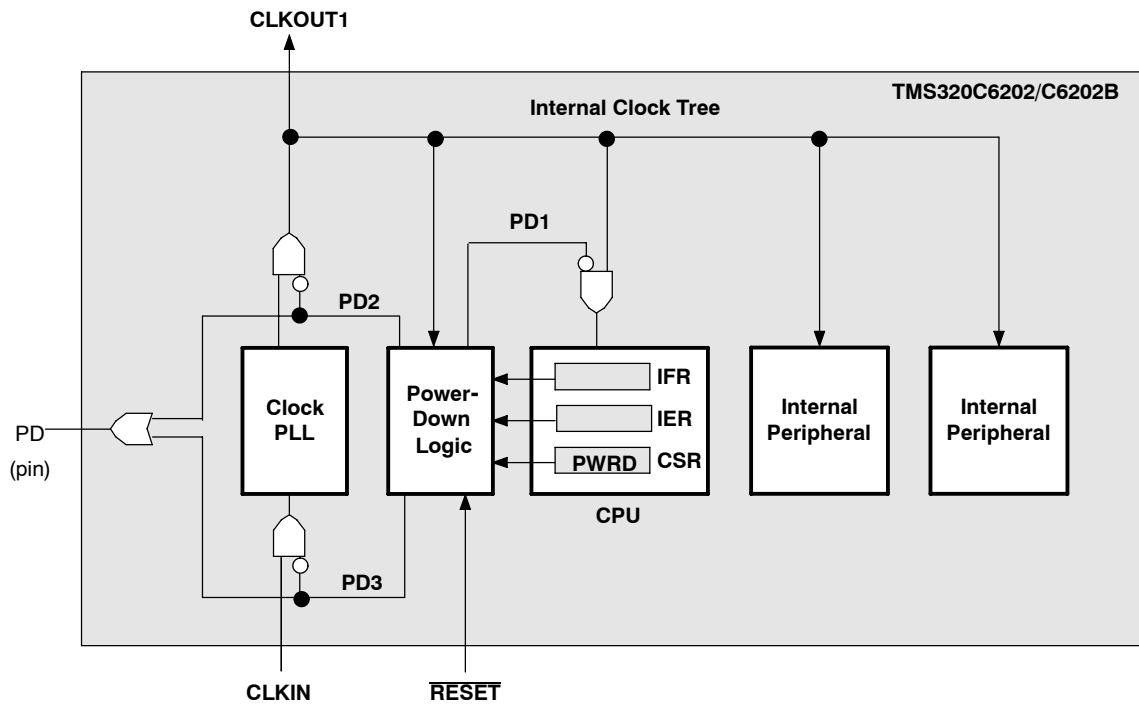 CLKOUT1
TMS320C6202/C6202B
Internal Clock Tree
PD1
PD2
IFR
Clock
PLL
Power-
Down
Logic
IER
Internal
Peripheral
Internal
Peripheral
PD
(pin)
PWRD
CSR
CPU
PD3
CLKIN
RESET